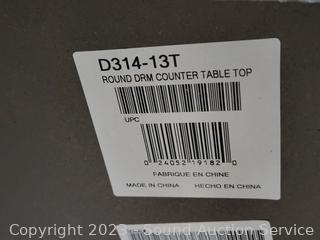 D314-13T
ROUND DRM COUNTER TABLE TOP
UPC
0 24052 19182 0
FABRIQUE EN CHINE
MADE IN CHINA HECHO EN CHINA
Copyright 2023 - Sound Auction Service